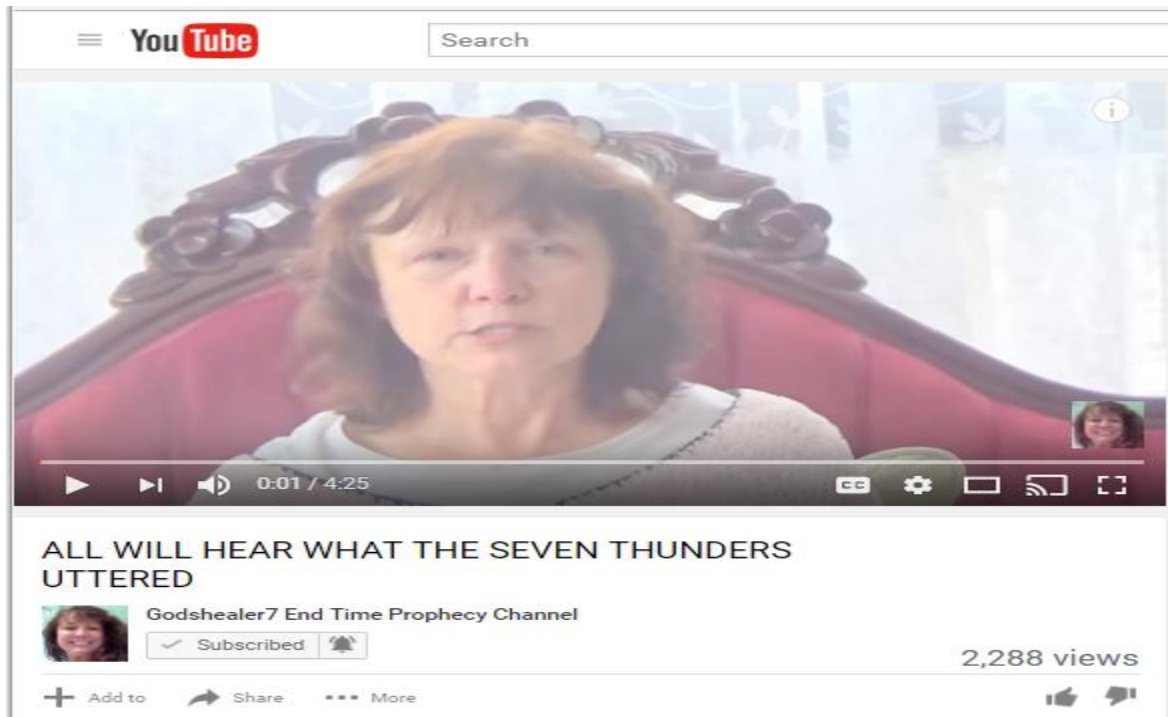 YouTube
Search
i
0:01 / 4:25
CC
ALL WILL HEAR WHAT THE SEVEN THUNDERS
UTTERED
Godshealer7 End Time Prophecy Channel
Subscribed
2,288 views
Add to Share More